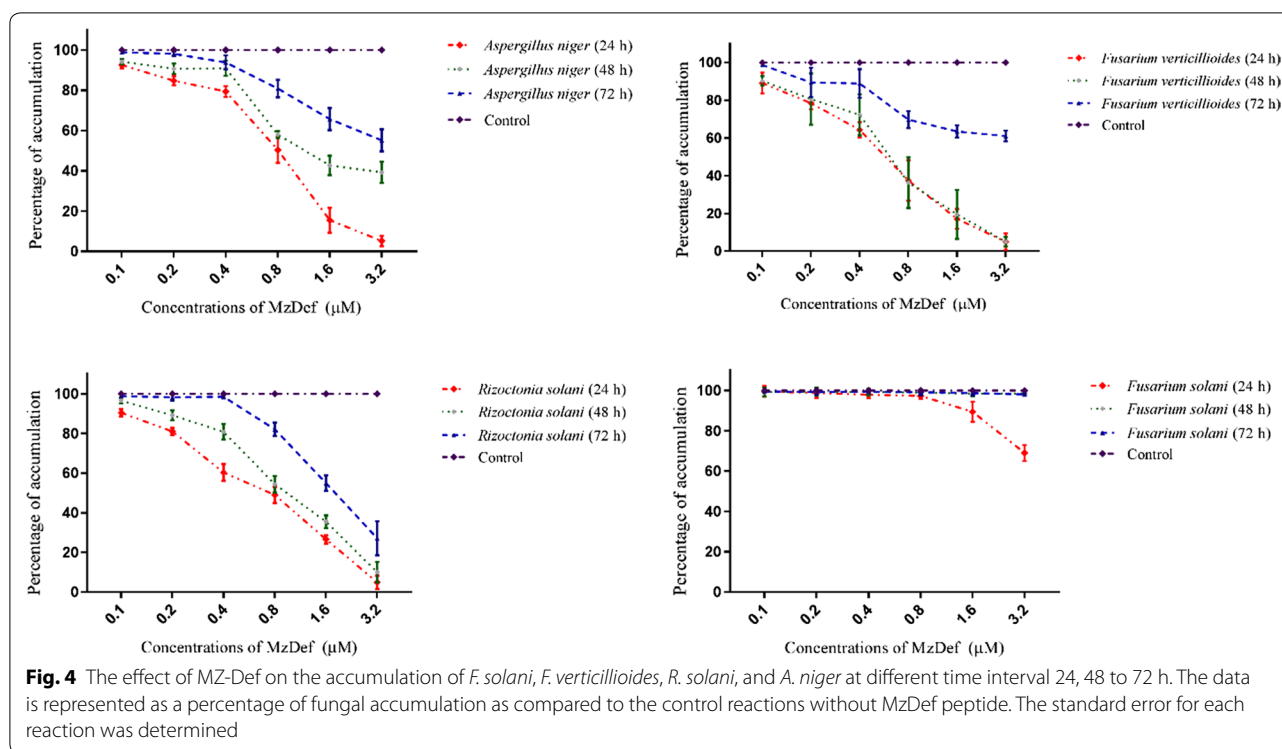 Percentage of accumulation
100
80
60
40
20
0
0.1
0.2
0.4
0.8
1.6
3.2
Concentrations of MzDef (μM)
Aspergillus niger (24 h)
Aspergillus niger (48 h)
Aspergillus niger (72 h)
Control
Percentage of accumulation
100
80
60
40
20
0
0.1
0.2
0.4
0.8
1.6
3.2
Concentrations of MzDef (μM)
Fusarium verticillioides (24 h)
Fusarium verticillioides (48 h)
Fusarium verticillioides (72 h)
Control
Percentage of accumulation
100
80
60
40
20
0
0.1
0.2
0.4
0.8
1.6
3.2
Concentrations of MzDef (μM)
Rizoctonia solani (24 h)
Rizoctonia solani (48 h)
Rizoctonia solani (72 h)
Control
Percentage of accumulation
100
80
60
40
20
0
0.1
0.2
0.4
0.8
1.6
3.2
Concentrations of MzDef (μM)
Fusarium solani (24 h)
Fusarium solani (48 h)
Fusarium solani (72 h)
Control
Fig. 4 The effect of MZ-Def on the accumulation of F. solani, F. verticillioides, R. solani, and A. niger at different time interval 24, 48 to 72 h. The data
is represented as a percentage of fungal accumulation as compared to the control reactions without MzDef peptide. The standard error for each
reaction was determined